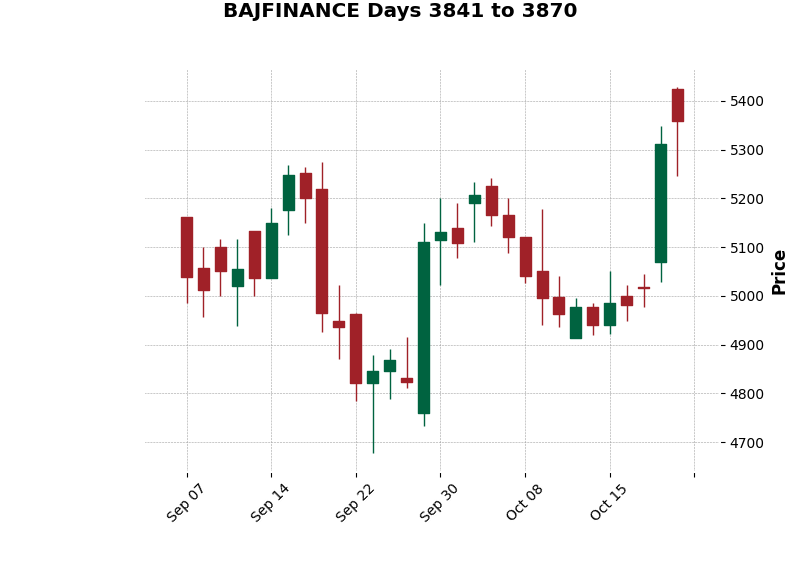 BAJFINANCE Days 3841 to 3870
5400
5300
5200
5100
5000
4900
4800
4700
Price
Sep 07
Sep 14
Sep 22
Sep 30
Oct 08
Oct 15